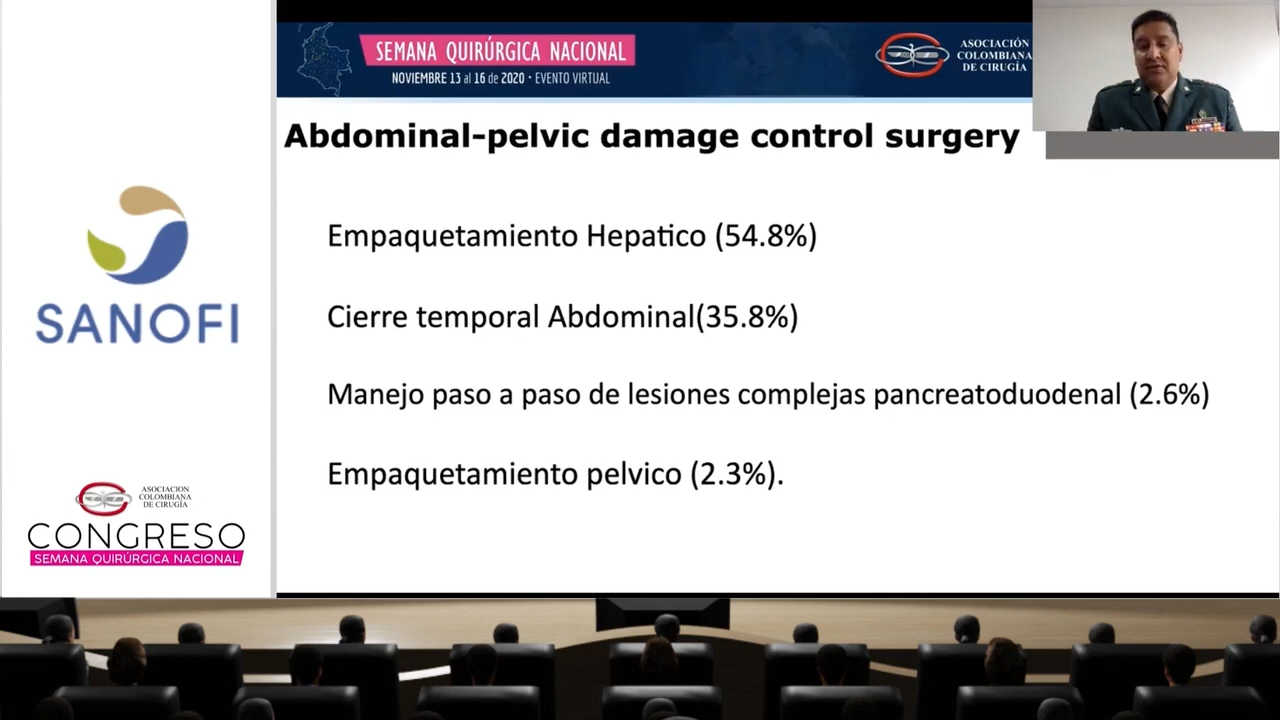 SEMANA QUIRÚRGICA NACIONAL
NOVIEMBRE 13 al 16 de 2020 • EVENTO VIRTUAL
ASOCIACIÓN
COLOMBIANA
DE CIRUGÍA
Abdominal-pelvic damage control surgery
Empaquetamiento Hepatico (54.8%)
Cierre temporal Abdominal(35.8%)
Manejo paso a paso de lesiones complejas pancreatoduodenal (2.6%)
Empaquetamiento pelvico (2.3%).
SANOFI
ASOCIACION
COLOMBIANA
DE CIRUGÍA
CONGRESO
SEMANA QUIRÚRGICA NACIONAL